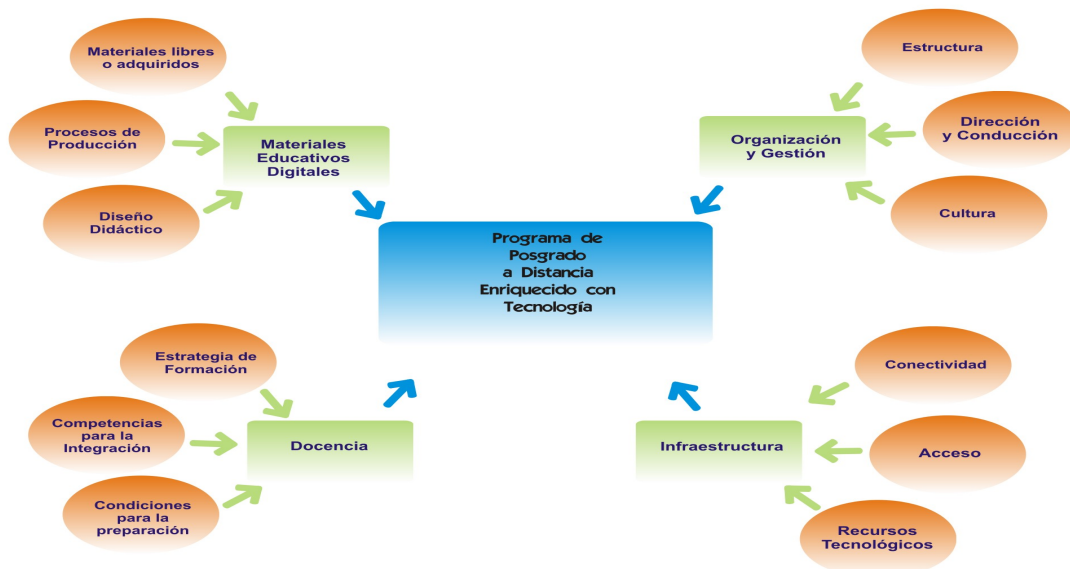 Materiales libres
o adquiridos
Procesos de
Producción
Diseño
Didáctico
Materiales
Educativos
Digitales
Estructura
Dirección
y Conducción
Cultura
Organización
y Gestión
Programa de
Posgrado
a Distancia
Enriquecido con
Tecnología
Estrategia de
Formación
Competencias
para la
Integración
Condiciones
para la
preparación
Docencia
Conectividad
Acceso
Recursos
Tecnológicos
Infraestructura